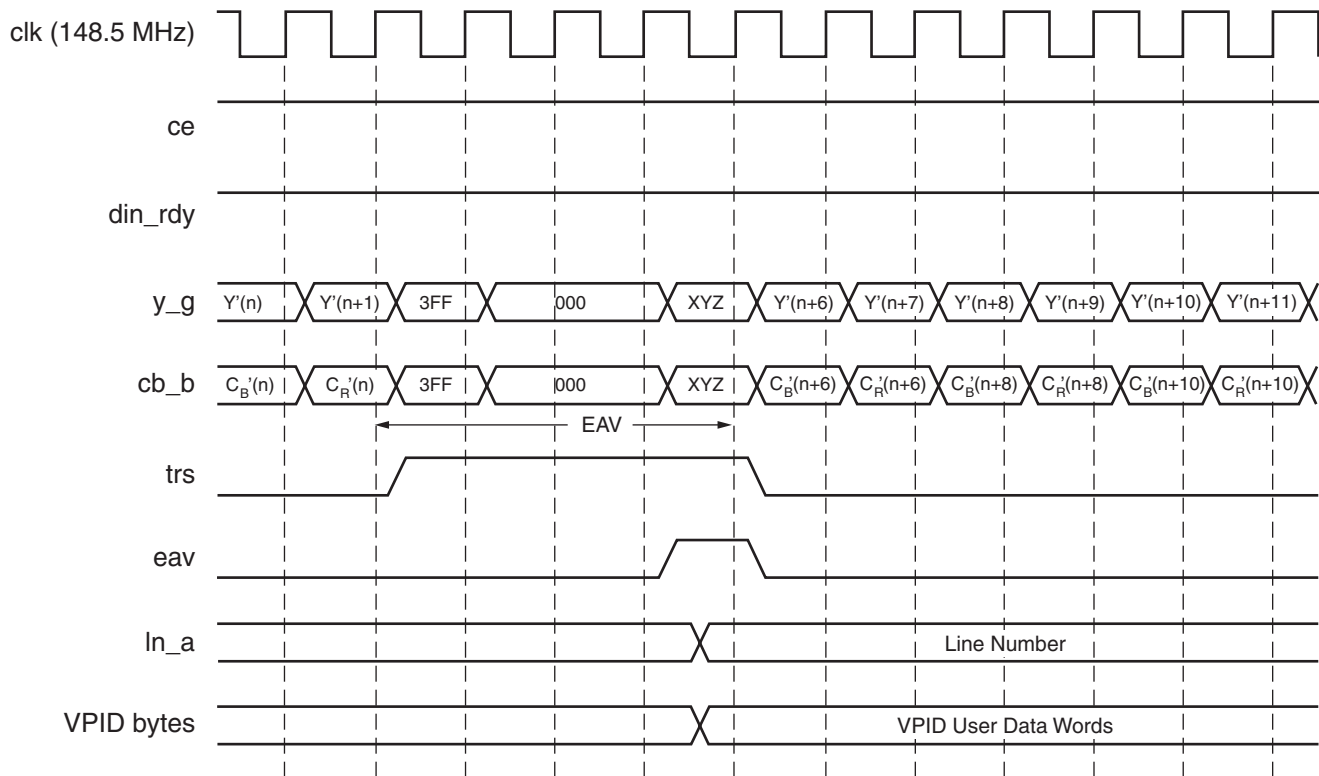 clk (148.5 MHz)
ce
din_rdy
y_g Y'(n) Y'(n+1) 3FF 000 XYZ Y'(n+6) Y'(n+7) Y'(n+8) Y'(n+9) Y'(n+10) Y'(n+11)
cb_b C_B'(n) C_R'(n) 3FF 000 XYZ C_B'(n+6) C_R'(n+6) C_B'(n+8) C_R'(n+8) C_B'(n+10) C_R'(n+10)
EAV
trs
eav
ln_a Line Number
VPID bytes VPID User Data Words